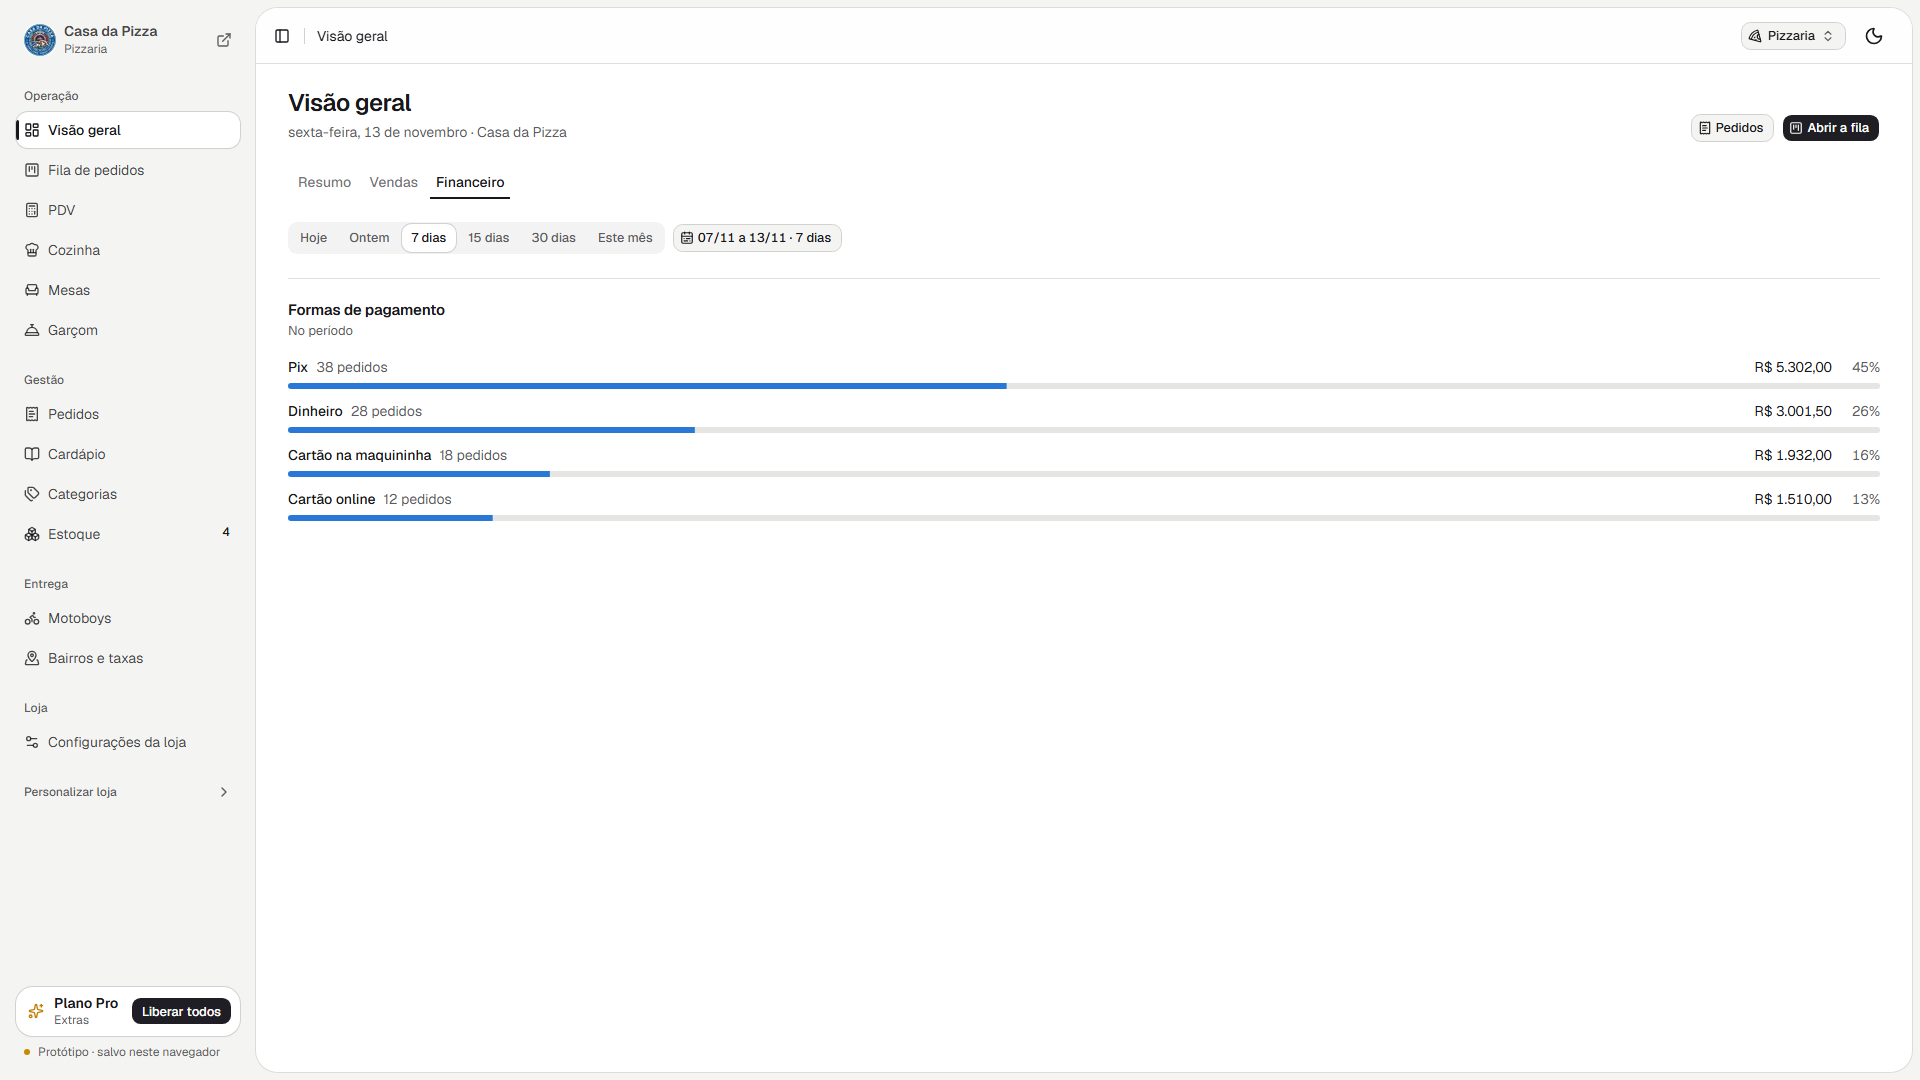 Casa da Pizza
Pizzaria
Operação
Visão geral
Fila de pedidos
PDV
Cozinha
Mesas
Garçom
Gestão
Pedidos
Cardápio
Categorias
Estoque 4
Entrega
Motoboys
Bairros e taxas
Loja
Configurações da loja
Personalizar loja
Plano Pro
Extras
Liberar todos
Protótipo · salvo neste navegador
Visão geral
Pizzaria
Visão geral
sexta-feira, 13 de novembro · Casa da Pizza
Pedidos
Abrir a fila
Resumo Vendas Financeiro
Hoje Ontem 7 dias 15 dias 30 dias Este mês 07/11 a 13/11 · 7 dias
Formas de pagamento
No período
Pix 38 pedidos R$ 5.302,00 45%
Dinheiro 28 pedidos R$ 3.001,50 26%
Cartão na maquininha 18 pedidos R$ 1.932,00 16%
Cartão online 12 pedidos R$ 1.510,00 13%